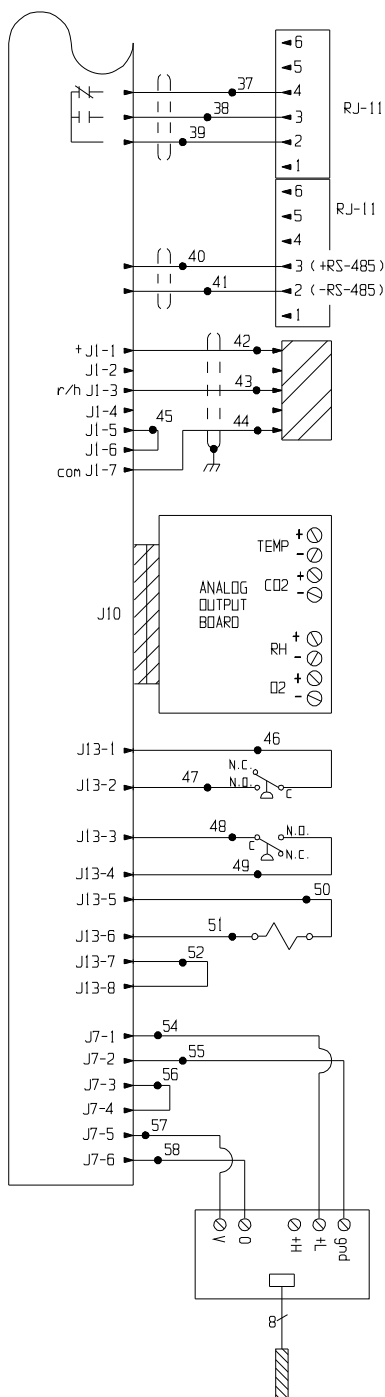 6
5
37
4
RJ-11
38
3
39
2
1
6
RJ-11
5
4
40
3 (+RS-485)
41
2 (-RS-485)
1
+ J1-1
42
J1-2
r/h J1-3
43
J1-4
45
44
J1-5
J1-6
com J1-7
J10
ANALOG
OUTPUT
BOARD
TEMP + -
CO2 + -
RH + -
O2 + -
J13-1
46
N.C.
J13-2
47
N.O.
C
J13-3
48
N.O.
C
N.C.
J13-4
49
J13-5
50
J13-6
51
J13-7
52
J13-8
J7-1
54
J7-2
55
J7-3
56
J7-4
J7-5
57
J7-6
58
V 0 +H +L gnd
8